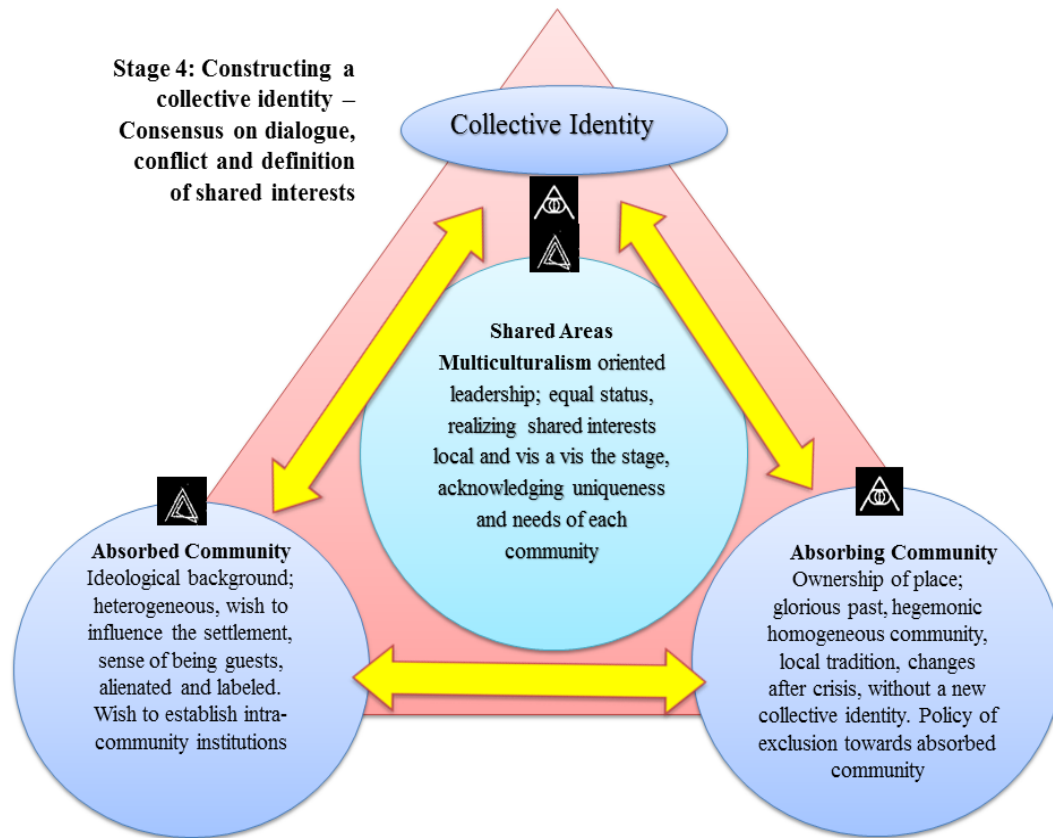 Stage 4: Constructing a
collective identity –
Consensus on dialogue,
conflict and definition
of shared interests
Collective Identity
Shared Areas
Multiculturalism oriented
leadership; equal status,
realizing shared interests
local and vis a vis the stage,
acknowledging uniqueness
and needs of each
community
Absorbed Community
Ideological background;
heterogeneous, wish to
influence the settlement,
sense of being guests,
alienated and labeled.
Wish to establish intra-
community institutions
Absorbing Community
Ownership of place;
glorious past, hegemonic
homogeneous community,
local tradition, changes
after crisis, without a new
collective identity. Policy of
exclusion towards absorbed
community